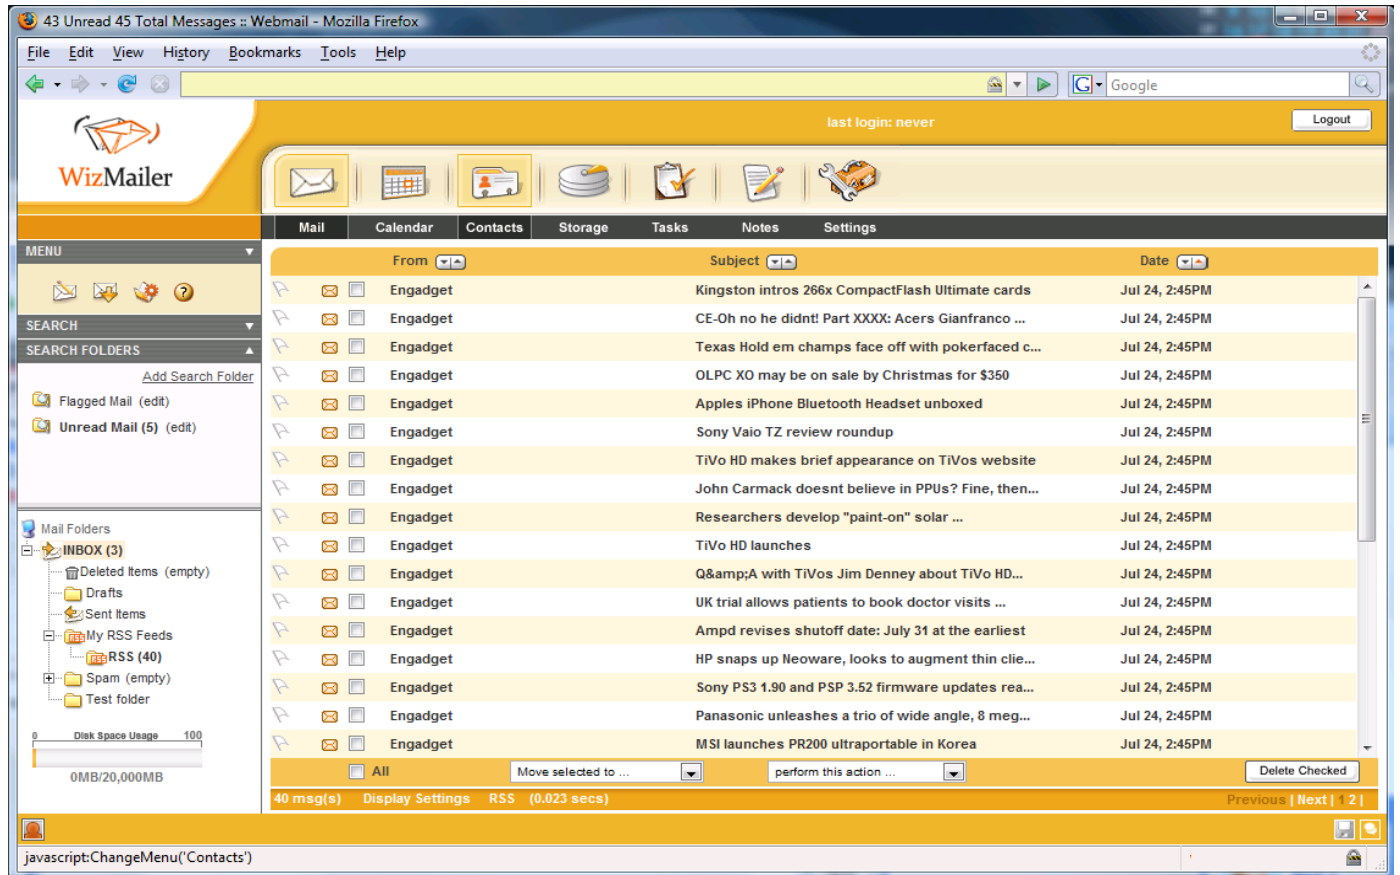 43 Unread 45 Total Messages :: Webmail - Mozilla Firefox
File Edit View History Bookmarks Tools Help
G Google
WizMailer
last login: never
Logout
Mail Calendar Contacts Storage Tasks Notes Settings
MENU
SEARCH
SEARCH FOLDERS
Add Search Folder
Flagged Mail (edit)
Unread Mail (5) (edit)
Mail Folders
INBOX (3)
Deleted Items (empty)
Drafts
Sent Items
My RSS Feeds
RSS RSS (40)
Spam (empty)
Test folder
0 Disk Space Usage 100
0MB/20,000MB
From Subject Date
Engadget Kingston intros 266x CompactFlash Ultimate cards Jul 24, 2:45PM
Engadget CE-Oh no he didnt! Part XXXX: Acers Gianfranco ... Jul 24, 2:45PM
Engadget Texas Hold em champs face off with pokerfaced c... Jul 24, 2:45PM
Engadget OLPC XO may be on sale by Christmas for $350 Jul 24, 2:45PM
Engadget Apples iPhone Bluetooth Headset unboxed Jul 24, 2:45PM
Engadget Sony Vaio TZ review roundup Jul 24, 2:45PM
Engadget TiVo HD makes brief appearance on TiVos website Jul 24, 2:45PM
Engadget John Carmack doesnt believe in PPUs? Fine, then... Jul 24, 2:45PM
Engadget Researchers develop "paint-on" solar ... Jul 24, 2:45PM
Engadget TiVo HD launches Jul 24, 2:45PM
Engadget Q&amp;A with TiVos Jim Denney about TiVo HD... Jul 24, 2:45PM
Engadget UK trial allows patients to book doctor visits ... Jul 24, 2:45PM
Engadget Ampd revises shutoff date: July 31 at the earliest Jul 24, 2:45PM
Engadget HP snaps up Neoware, looks to augment thin clie... Jul 24, 2:45PM
Engadget Sony PS3 1.90 and PSP 3.52 firmware updates rea... Jul 24, 2:45PM
Engadget Panasonic unleashes a trio of wide angle, 8 meg... Jul 24, 2:45PM
Engadget MSI launches PR200 ultraportable in Korea Jul 24, 2:45PM
All Move selected to ... perform this action ... Delete Checked
40 msg(s) Display Settings RSS (0.023 secs) Previous | Next | 1 2 |
javascript:ChangeMenu('Contacts')